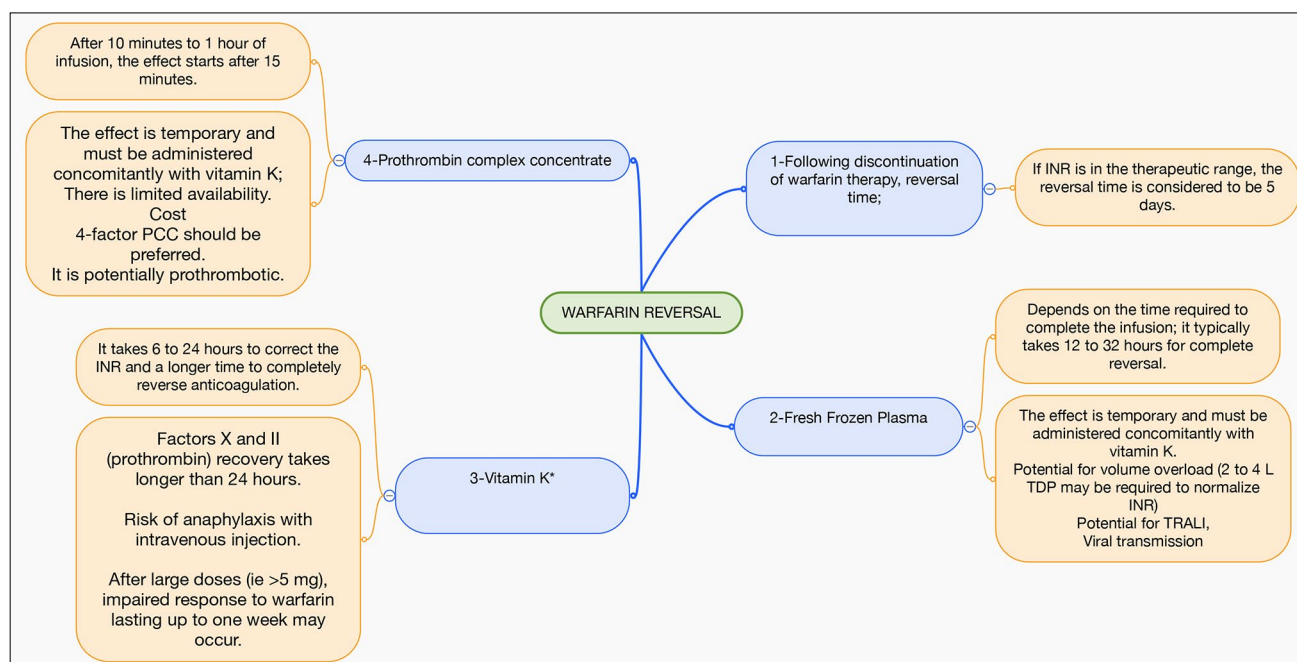 After 10 minutes to 1 hour of
infusion, the effect starts after 15
minutes.
The effect is temporary and
must be administered
concomitantly with vitamin K;
There is limited availability.
Cost
4-factor PCC should be
preferred.
It is potentially prothrombotic.
4-Prothrombin complex concentrate
1-Following discontinuation
of warfarin therapy, reversal
time;
If INR is in the therapeutic range, the
reversal time is considered to be 5
days.
WARFARIN REVERSAL
It takes 6 to 24 hours to correct the
INR and a longer time to completely
reverse anticoagulation.
Factors X and II
(prothrombin) recovery takes
longer than 24 hours.
Risk of anaphylaxis with
intravenous injection.
After large doses (ie >5 mg),
impaired response to warfarin
lasting up to one week may
occur.
3-Vitamin K*
2-Fresh Frozen Plasma
Depends on the time required to
complete the infusion; it typically
takes 12 to 32 hours for complete
reversal.
The effect is temporary and must be
administered concomitantly with
vitamin K.
Potential for volume overload (2 to 4 L
TDP may be required to normalize
INR)
Potential for TRALI,
Viral transmission